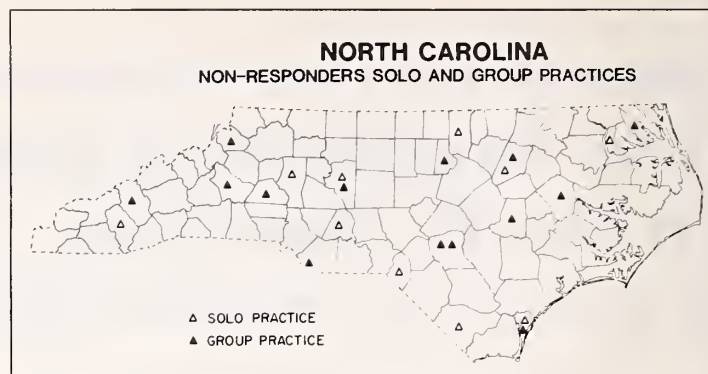 NORTH CAROLINA
NON-RESPONDERS SOLO AND GROUP PRACTICES
△ SOLO PRACTICE
▲ GROUP PRACTICE